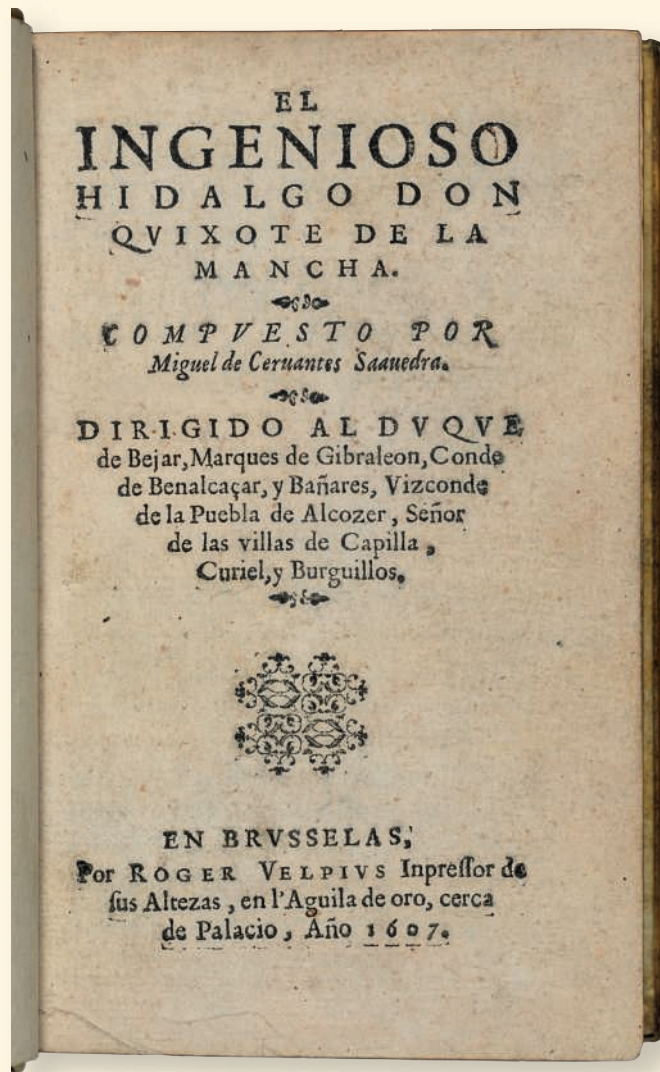 EL
INGENIOSO
HIDALGO DON
QVIXOTE DE LA
MANCHA.
COMPVESTO POR
Miguel de Ceruantes Saauedra.
DIRIGIDO AL DVQVE
de Bejar, Marques de Gibraleon, Conde
de Benalcaçar, y Bañares, Vizconde
de la Puebla de Alcozer, Señor
de las villas de Capilla,
Curiel, y Burguillos.
EN BRVSSELAS,
Por ROGER VELPIVS Inpreſſor de
ſus Altezas, en l'Aguila de oro, cerca
de Palacio, Año 1607.